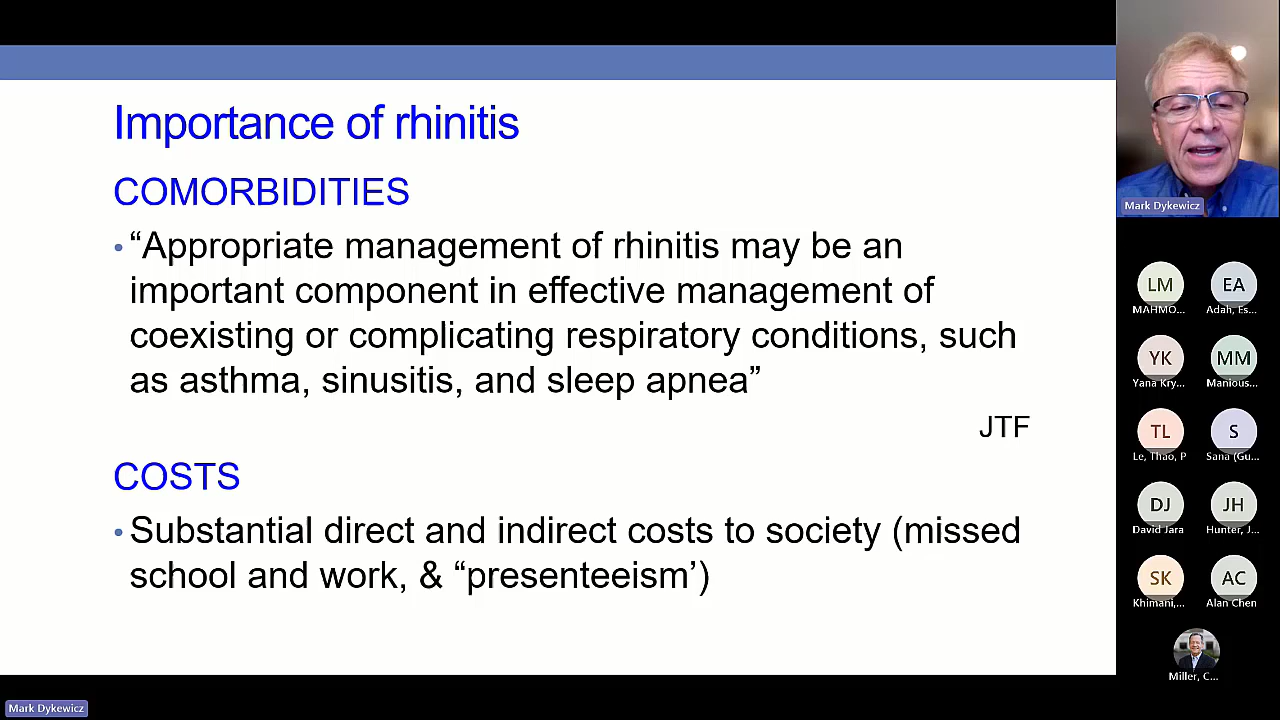 Importance of rhinitis
COMORBIDITIES
• “Appropriate management of rhinitis may be an
important component in effective management of
coexisting or complicating respiratory conditions, such
as asthma, sinusitis, and sleep apnea”
JTF
COSTS
• Substantial direct and indirect costs to society (missed
school and work, & “presenteeism’)
Mark Dykewicz
LM
MAHMO...
EA
Adah, Es...
YK
Yana Kry...
MM
Manious...
TL
Le, Thao, P
S
Sana (Gu...
DJ
David Jara
JH
Hunter, J...
SK
Khimani,...
AC
Alan Chen
Miller, C...
Mark Dykewicz